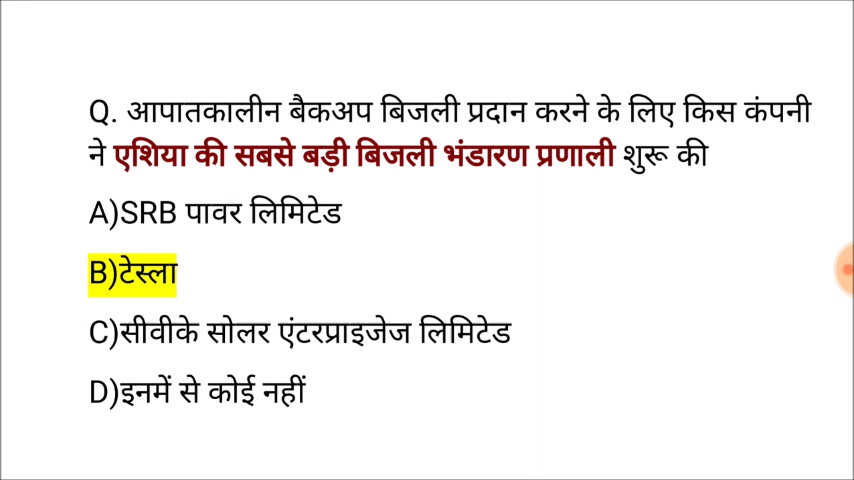 Q. आपातकालीन बैकअप बिजली प्रदान करने के लिए किस कंपनी
ने एशिया की सबसे बड़ी बिजली भंडारण प्रणाली शुरू की
A)SRB पावर लिमिटेड
B)टेस्ला
C)सीवीके सोलर एंटरप्राइजेज लिमिटेड
D)इनमें से कोई नहीं